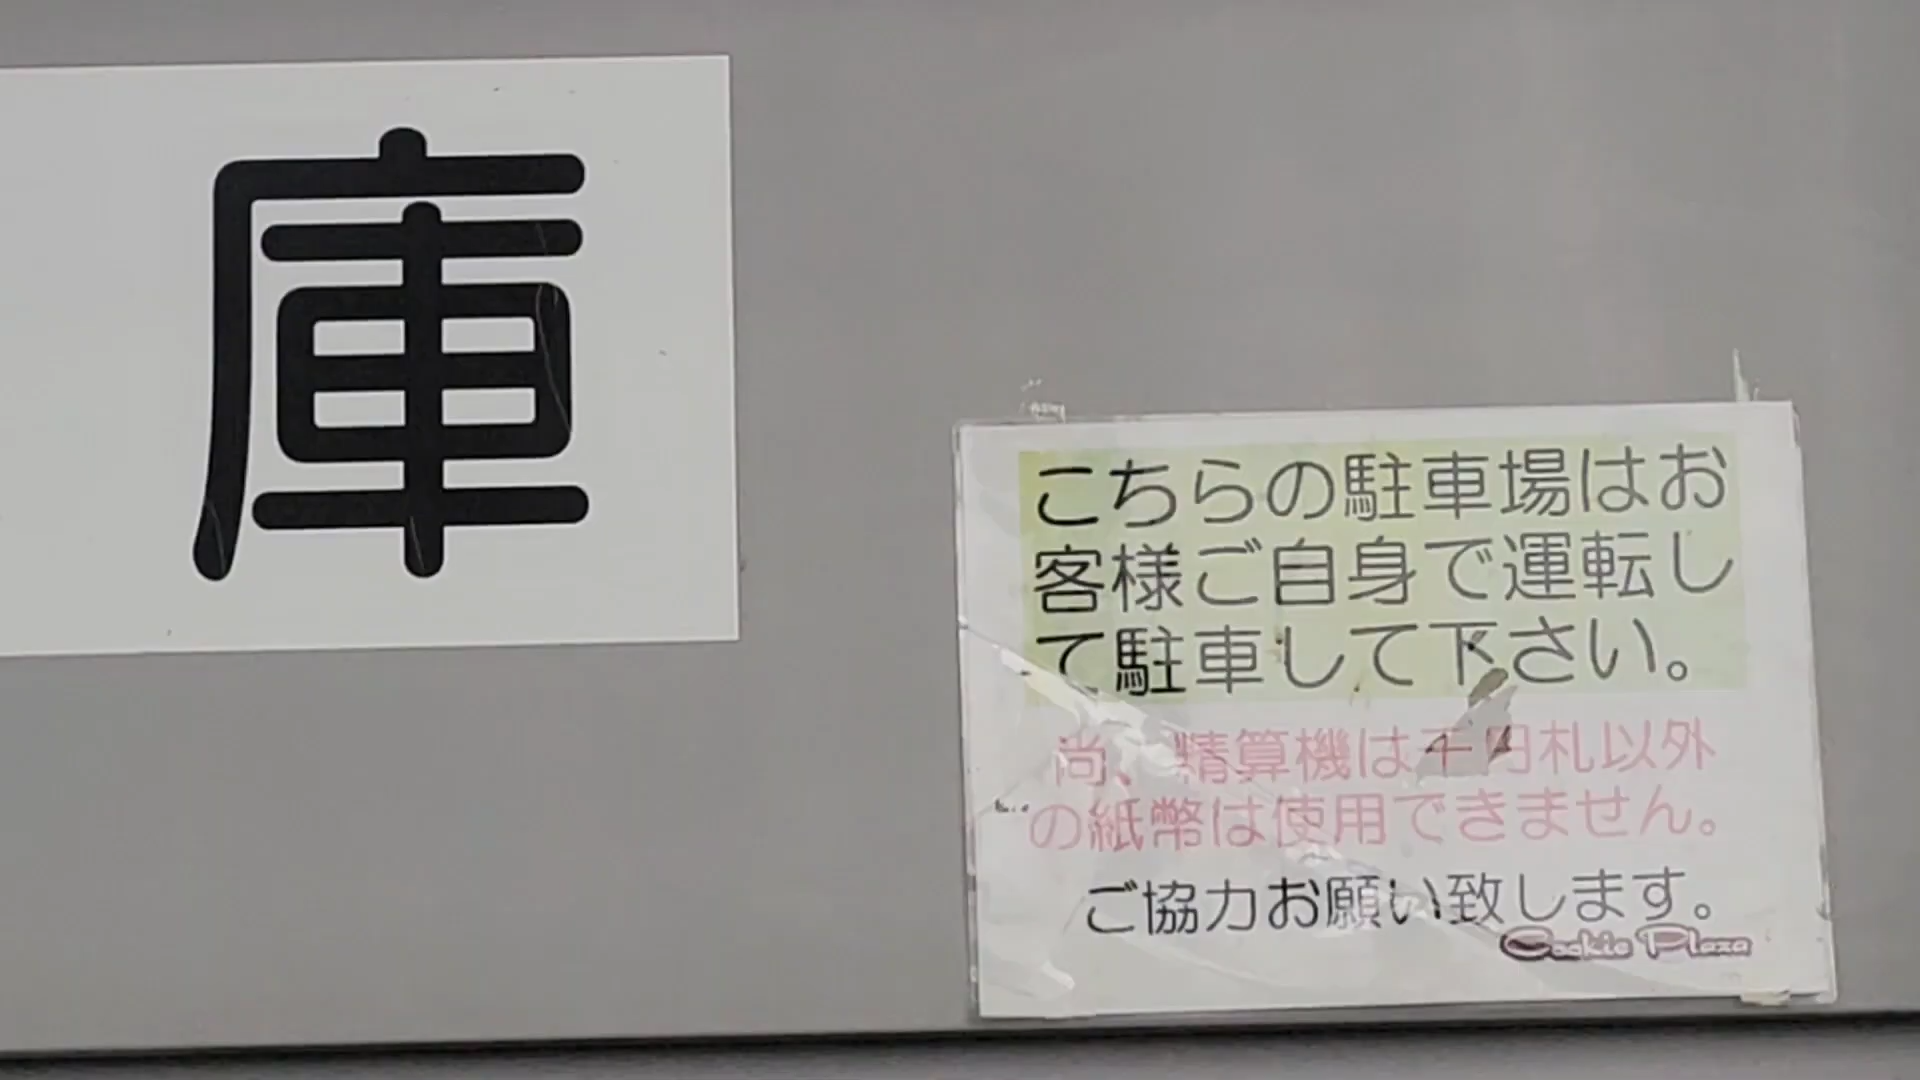 庫
こちらの駐車場はお
客様ご自身で運転し
て駐車して下さい。
尚、精算機は千円札以外
の紙幣は使用できません。
ご協力お願い致します。
Cookie Plaza